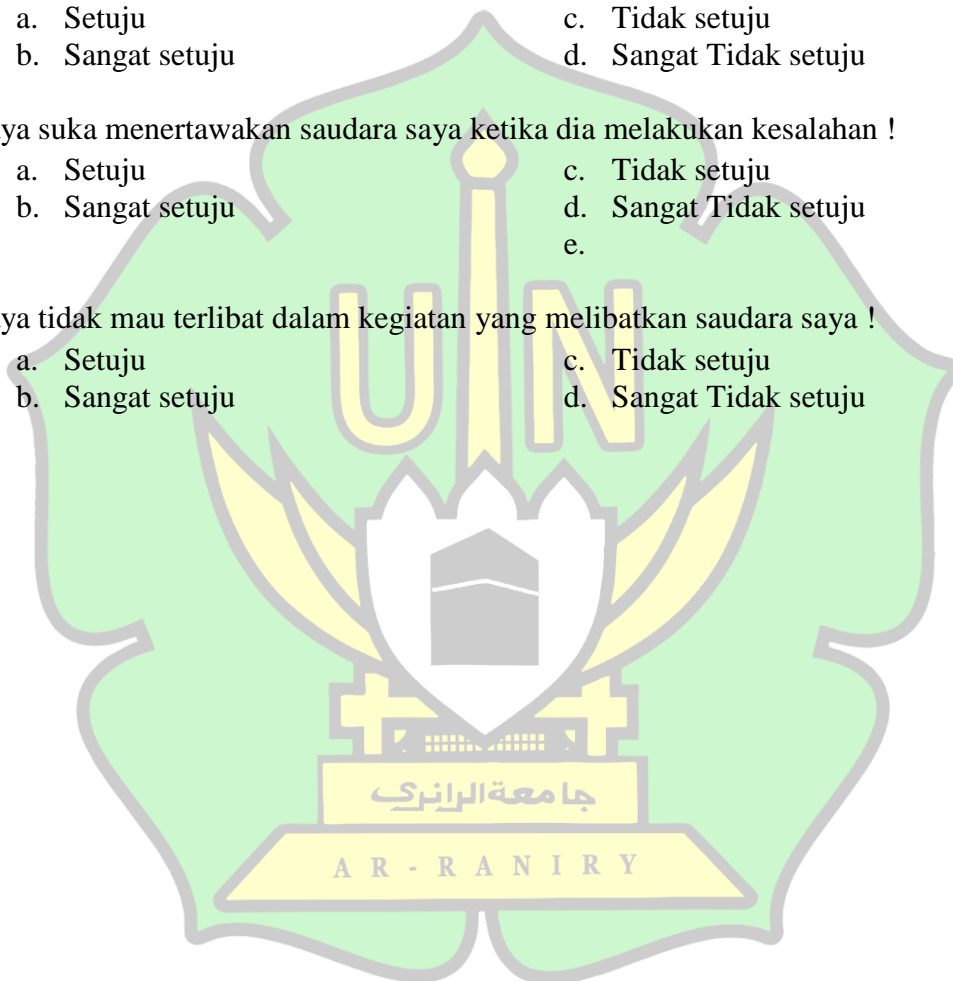 a. Setuju c. Tidak setuju
b. Sangat setuju d. Sangat Tidak setuju
ya suka menertawakan saudara saya ketika dia melakukan kesalahan !
a. Setuju c. Tidak setuju
b. Sangat setuju d. Sangat Tidak setuju
e.
ya tidak mau terlibat dalam kegiatan yang melibatkan saudara saya !
a. Setuju c. Tidak setuju
b. Sangat setuju d. Sangat Tidak setuju
UIN
جامعة الرانري
AR-RANIRY